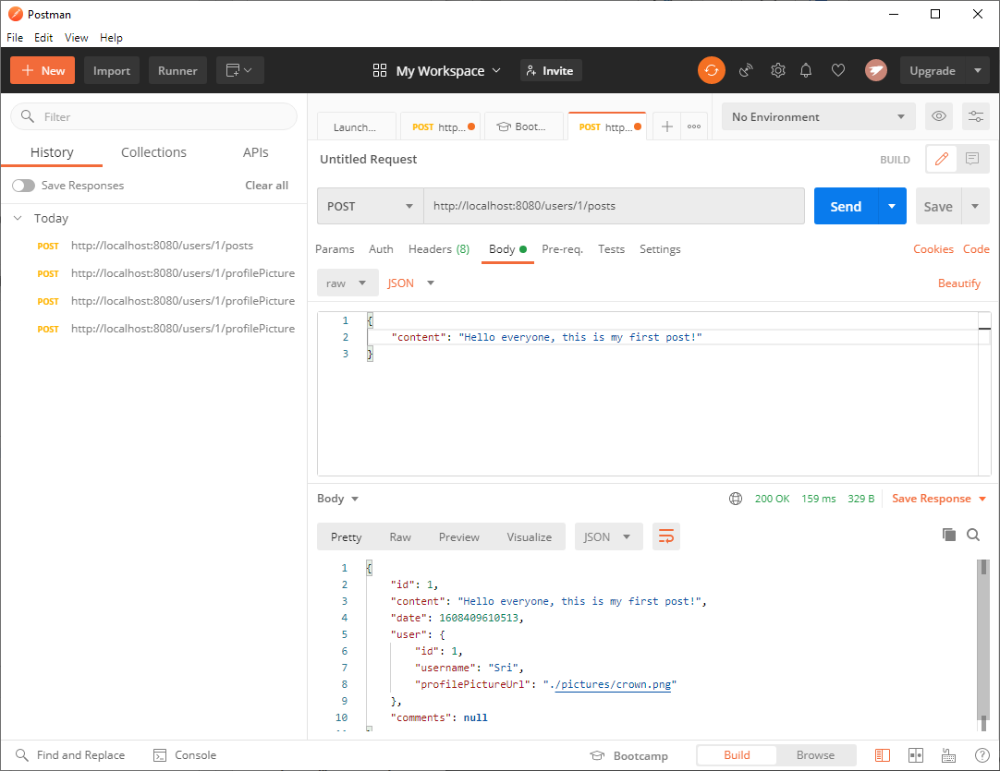 Postman
File Edit View Help
New Import Runner My Workspace Invite Upgrade
Filter
History Collections APIs
Save Responses Clear all
Today
POST http://localhost:8080/users/1/posts
POST http://localhost:8080/users/1/profilePicture
POST http://localhost:8080/users/1/profilePicture
POST http://localhost:8080/users/1/profilePicture
Launch... POST http... Boot... POST http... No Environment
Untitled Request BUILD
POST http://localhost:8080/users/1/posts Send Save
Params Auth Headers (8) Body Pre-req. Tests Settings Cookies Code
raw JSON Beautify
1 {
2 "content": "Hello everyone, this is my first post!"
3 }
Body 200 OK 159 ms 329 B Save Response
Pretty Raw Preview Visualize JSON
1 {
2 "id": 1,
3 "content": "Hello everyone, this is my first post!",
4 "date": 1608409610513,
5 "user": {
6 "id": 1,
7 "username": "Sri",
8 "profilePictureUrl": "./pictures/crown.png"
9 },
10 "comments": null
Find and Replace Console Bootcamp Build Browse